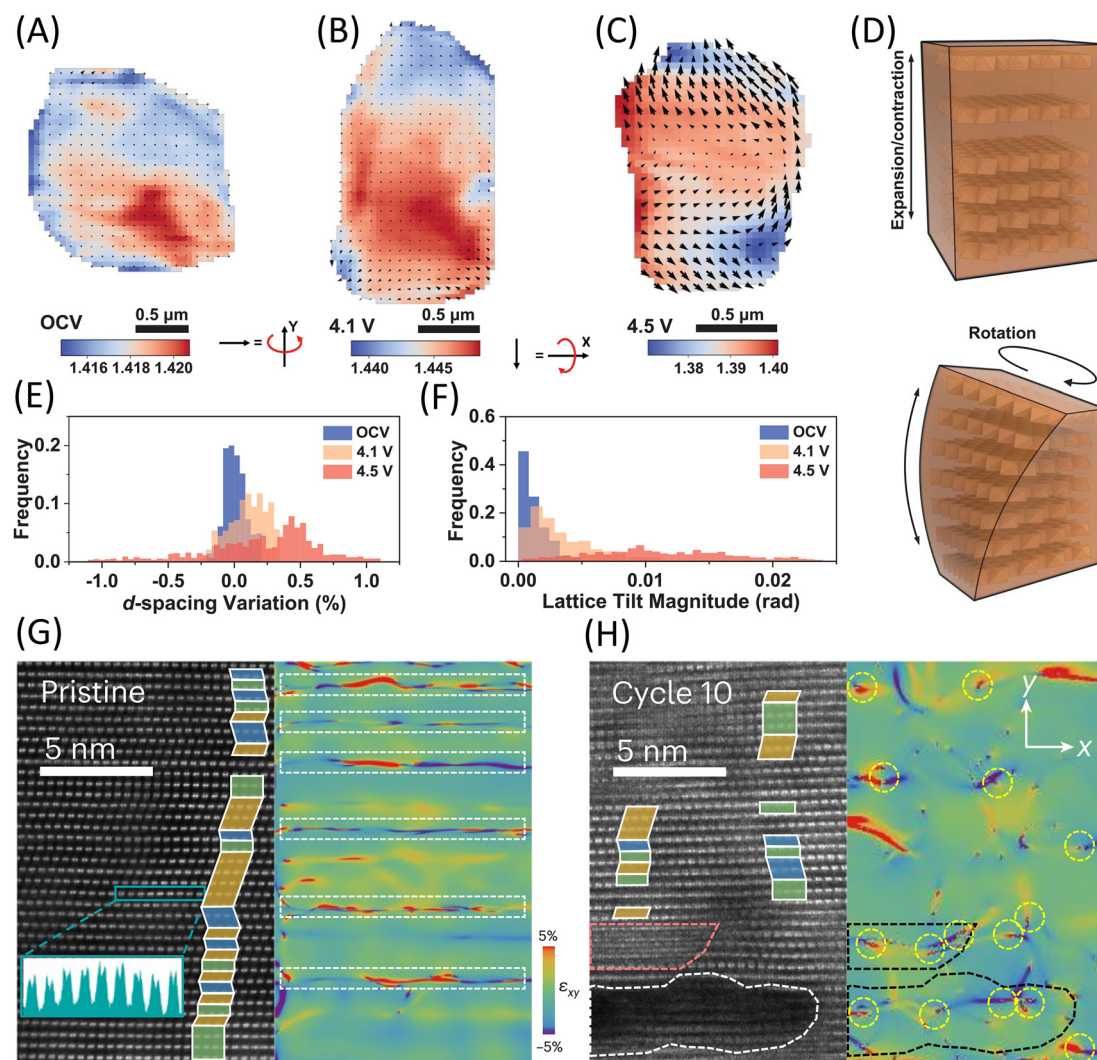 (A)
(B)
(C)
(D)
Expansion/contraction
OCV
0.5 μm
1.416 1.418 1.420
= Y
4.1 V
0.5 μm
1.440 1.445
= X
4.5 V
0.5 μm
1.38 1.39 1.40
Rotation
(E)
Frequency
0.2
0.1
0.0
-1.0 -0.5 0.0 0.5 1.0
d-spacing Variation (%)
OCV
4.1 V
4.5 V
(F)
Frequency
0.6
0.4
0.2
0.0
0.00 0.01 0.02
Lattice Tilt Magnitude (rad)
OCV
4.1 V
4.5 V
(G)
Pristine
5 nm
5%
εxy
−5%
(H)
Cycle 10
5 nm
y
x